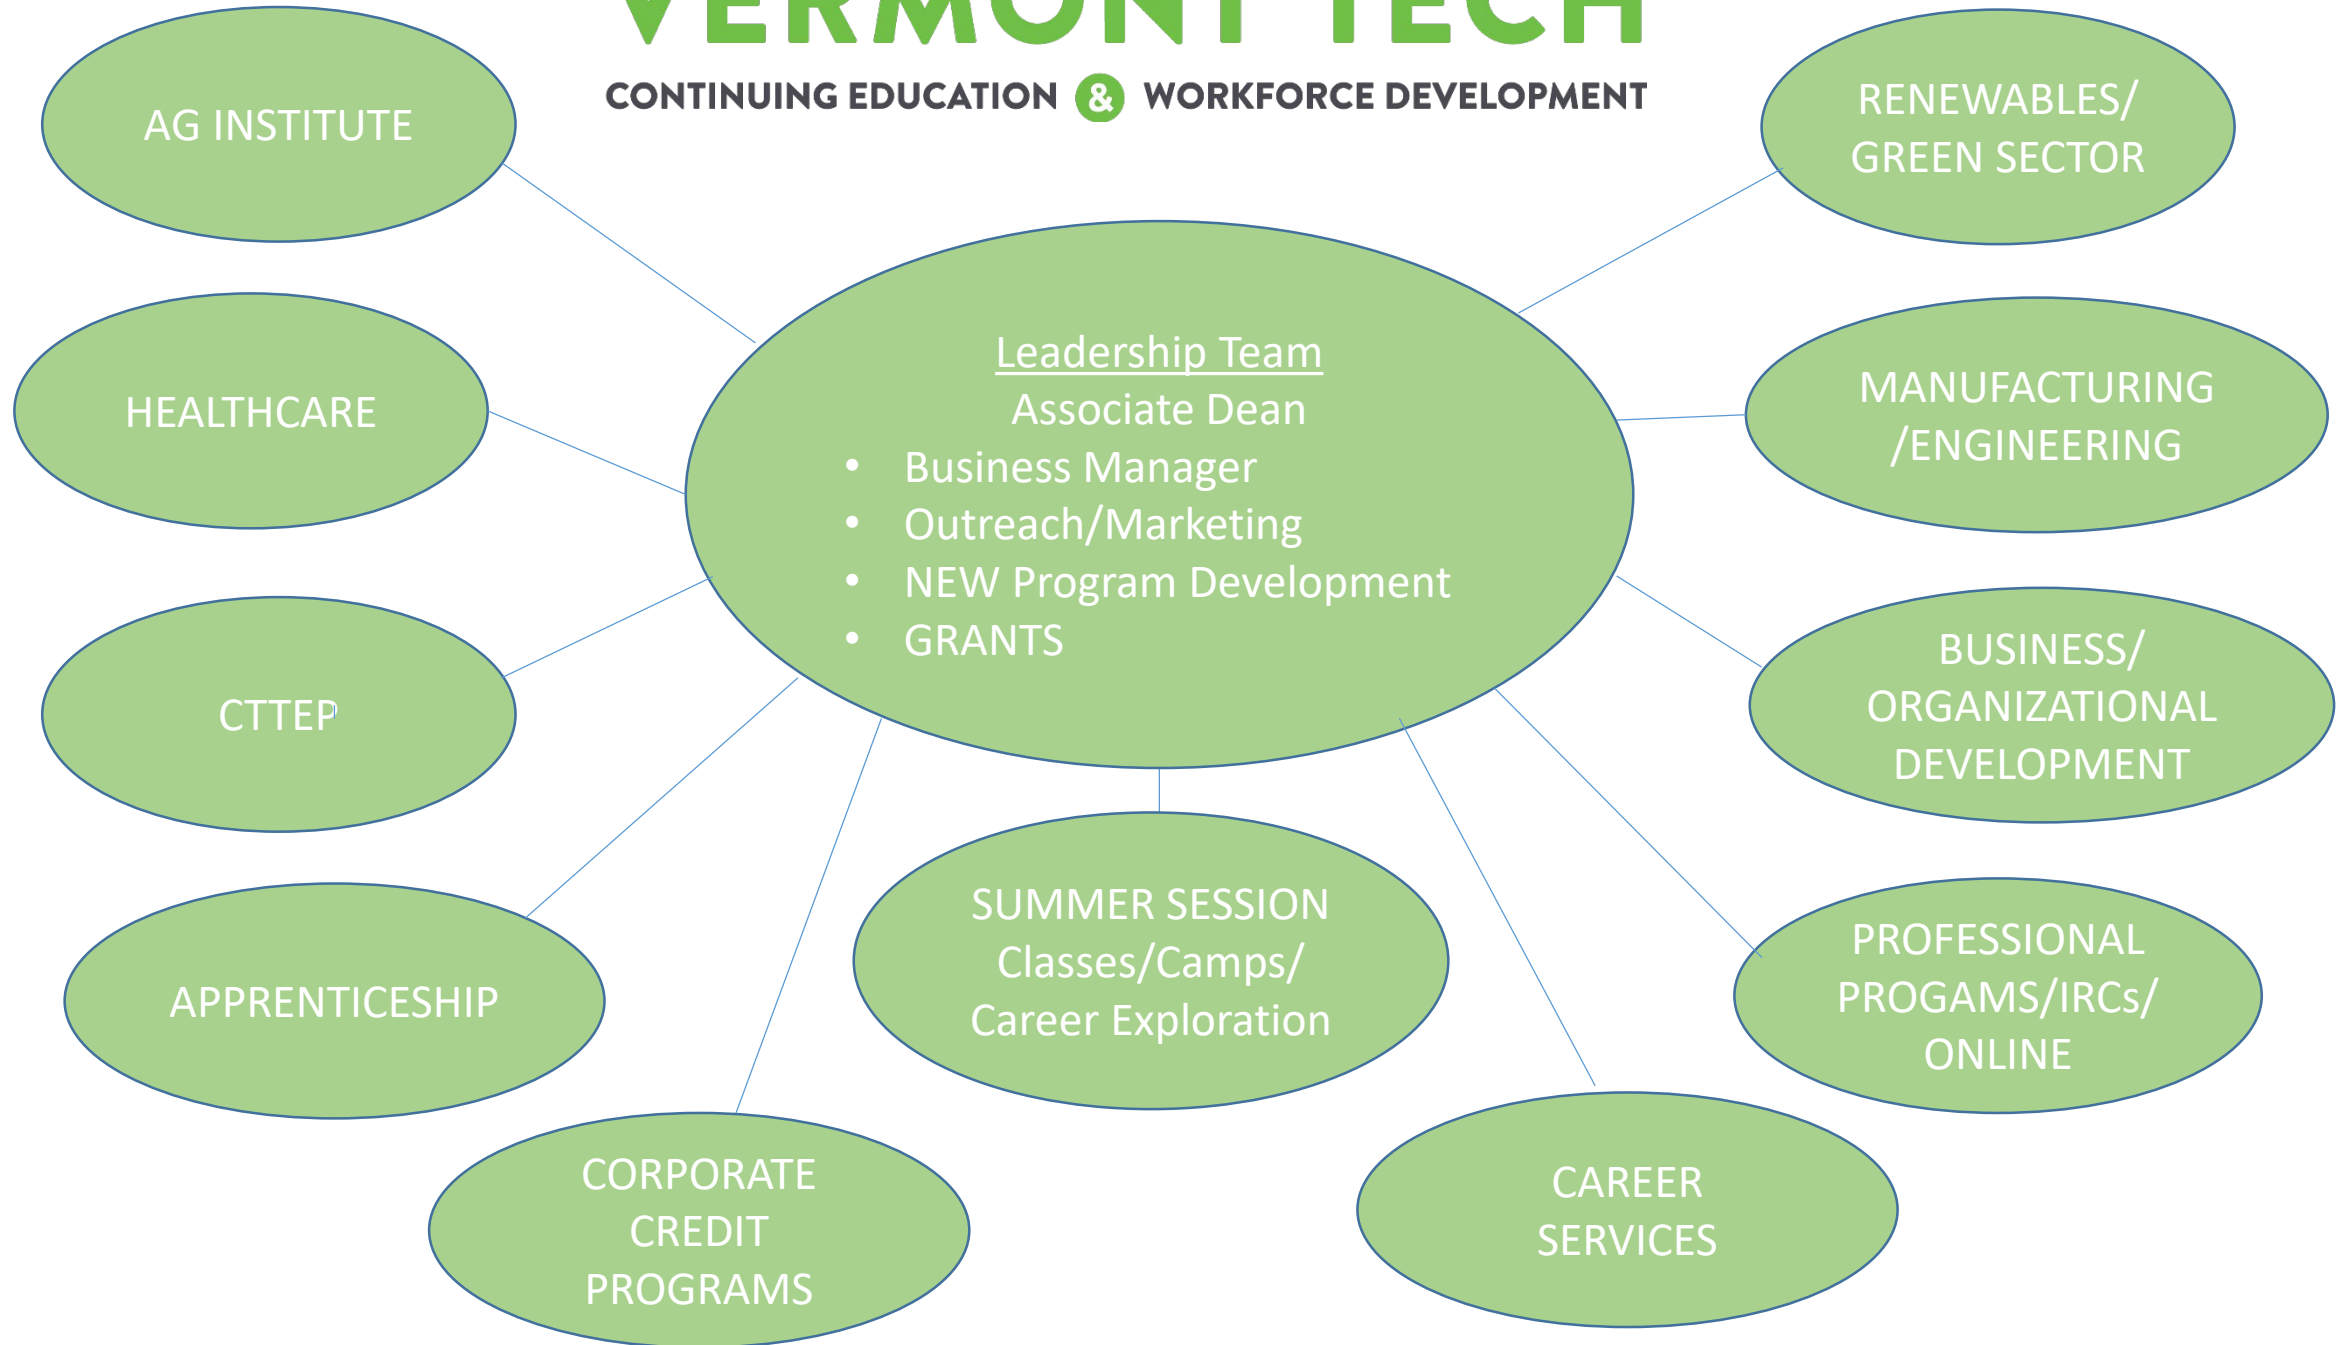 VERMONT TECH
CONTINUING EDUCATION & WORKFORCE DEVELOPMENT
AG INSTITUTE
RENEWABLES/
GREEN SECTOR
HEALTHCARE
Leadership Team
Associate Dean
• Business Manager
• Outreach/Marketing
• NEW Program Development
• GRANTS
MANUFACTURING
/ENGINEERING
CTTEP
BUSINESS/
ORGANIZATIONAL
DEVELOPMENT
APPRENTICESHIP
SUMMER SESSION
Classes/Camps/
Career Exploration
PROFESSIONAL
PROGAMS/IRCs/
ONLINE
CORPORATE
CREDIT
PROGRAMS
CAREER
SERVICES